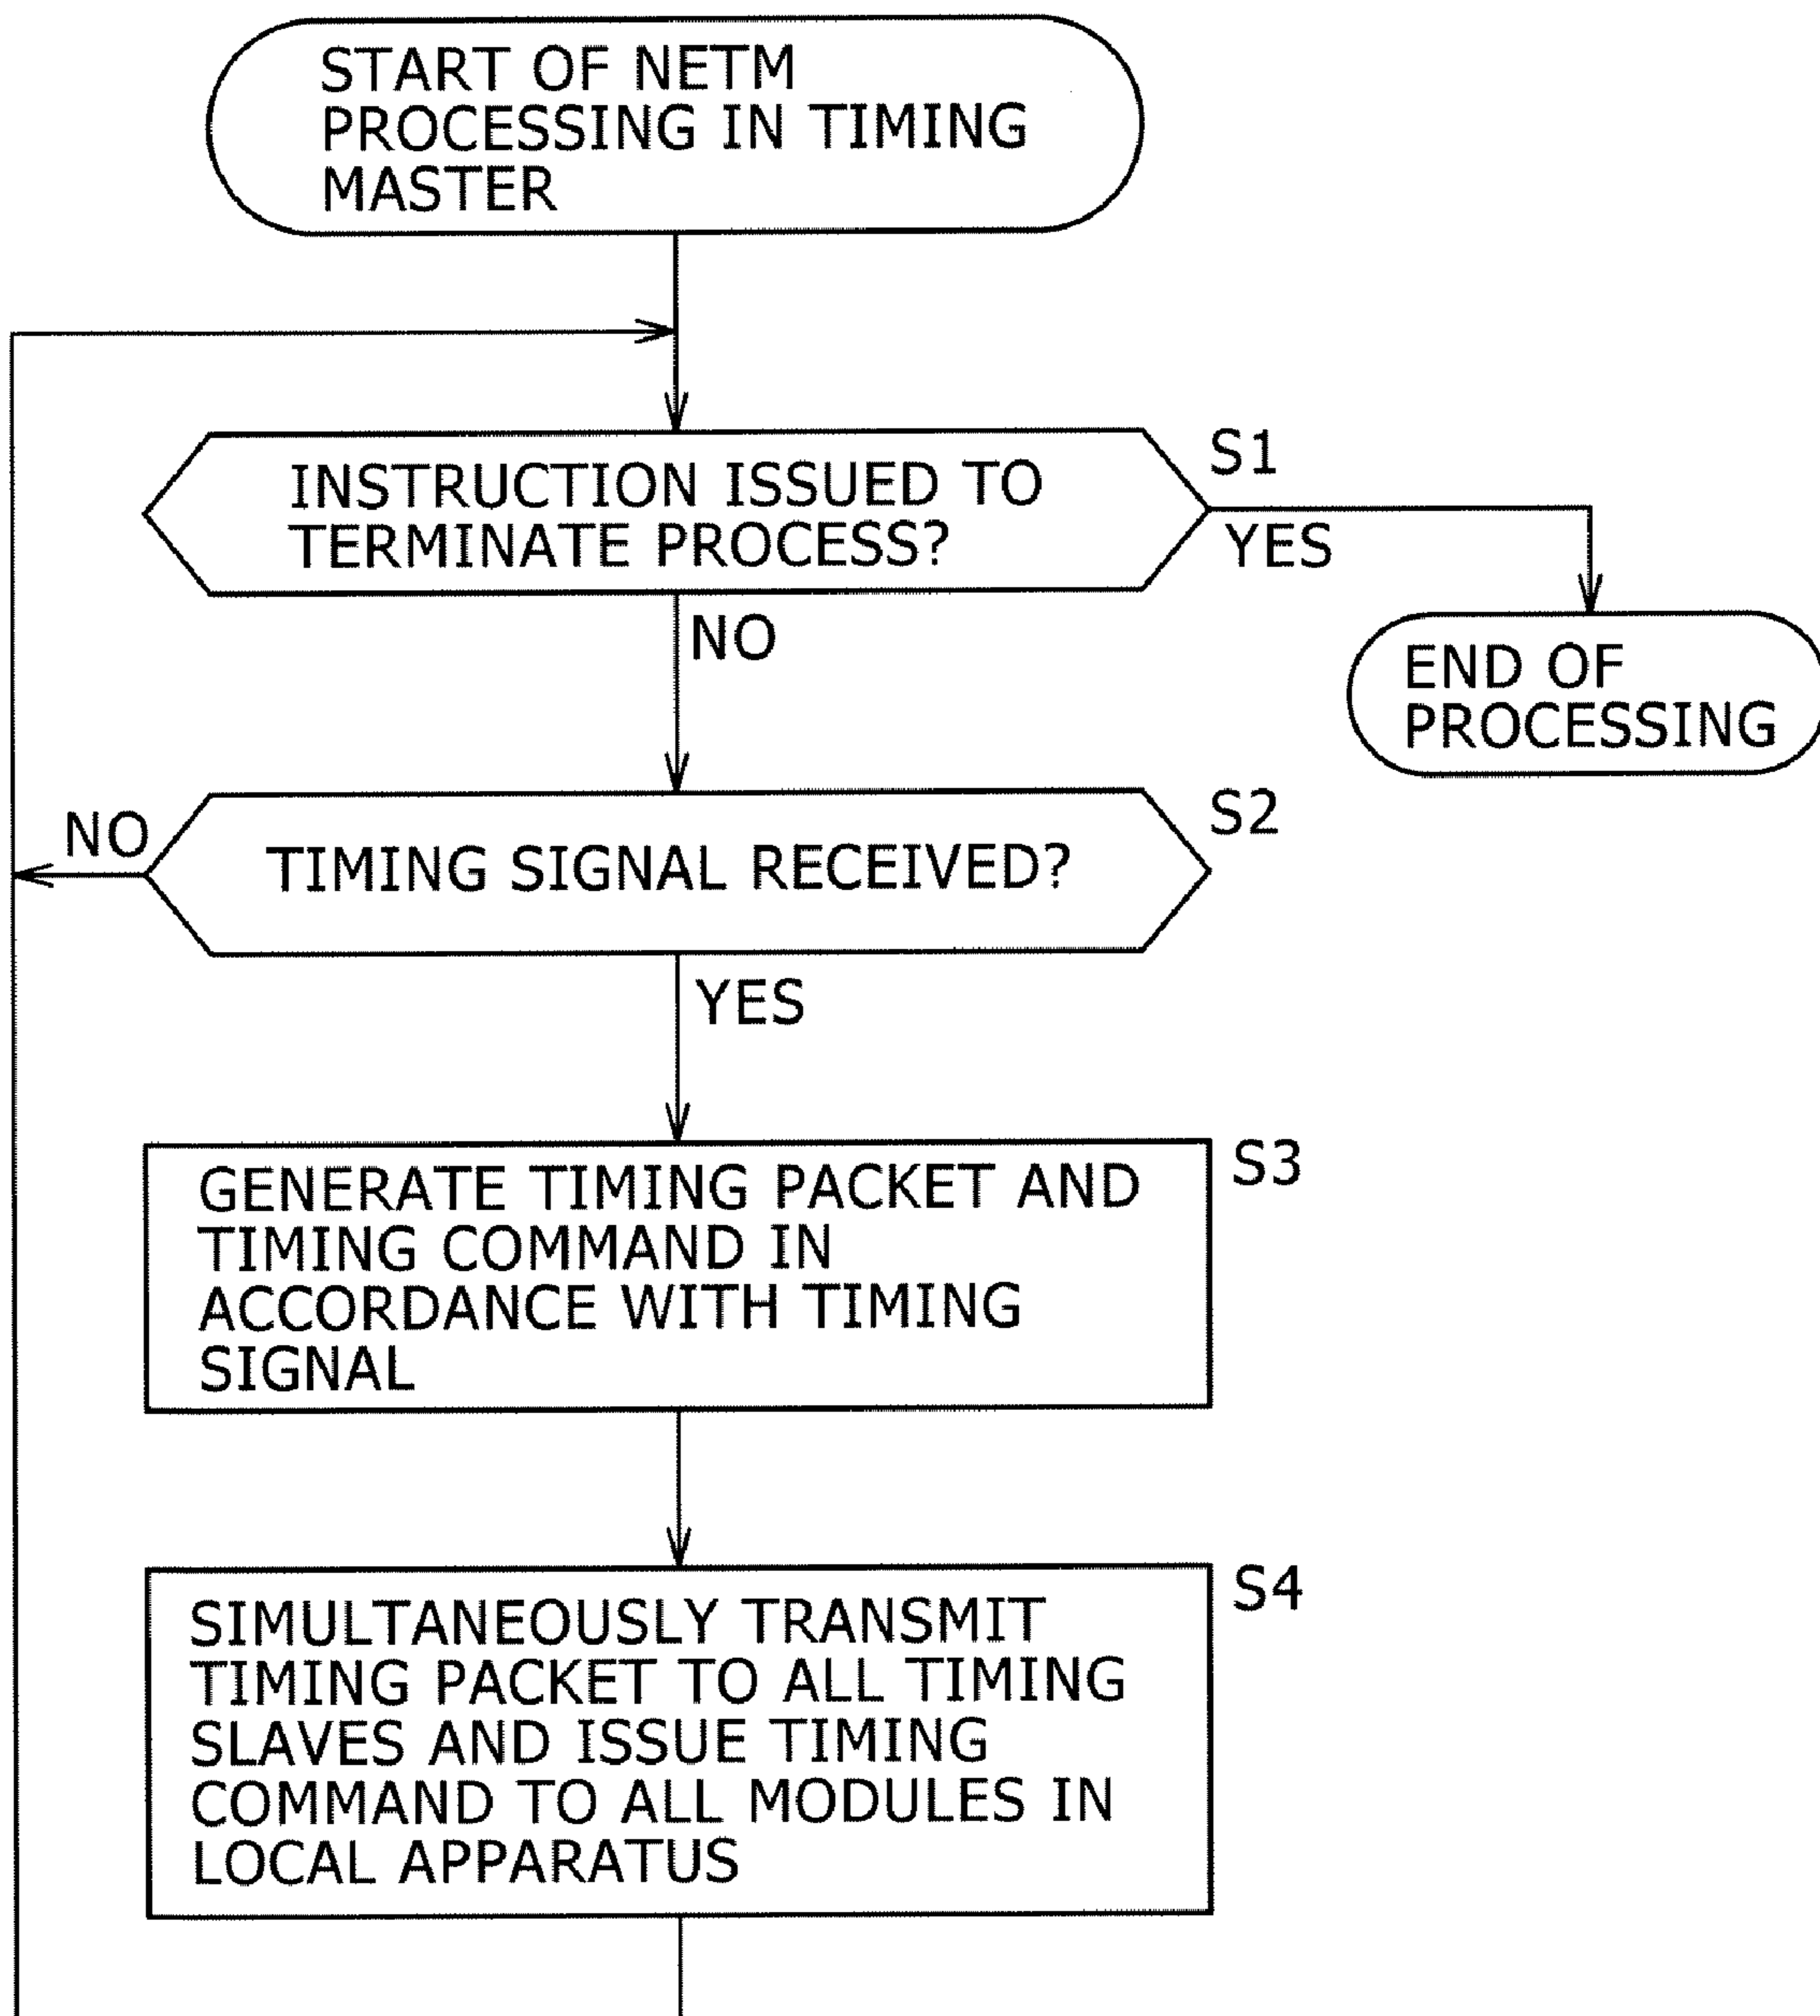 START OF NETM
PROCESSING IN TIMING
MASTER
INSTRUCTION ISSUED TO
TERMINATE PROCESS?
S1
YES
NO
END OF
PROCESSING
S2
NO
TIMING SIGNAL RECEIVED?
YES
S3
GENERATE TIMING PACKET AND
TIMING COMMAND IN
ACCORDANCE WITH TIMING
SIGNAL
S4
SIMULTANEOUSLY TRANSMIT
TIMING PACKET TO ALL TIMING
SLAVES AND ISSUE TIMING
COMMAND TO ALL MODULES IN
LOCAL APPARATUS